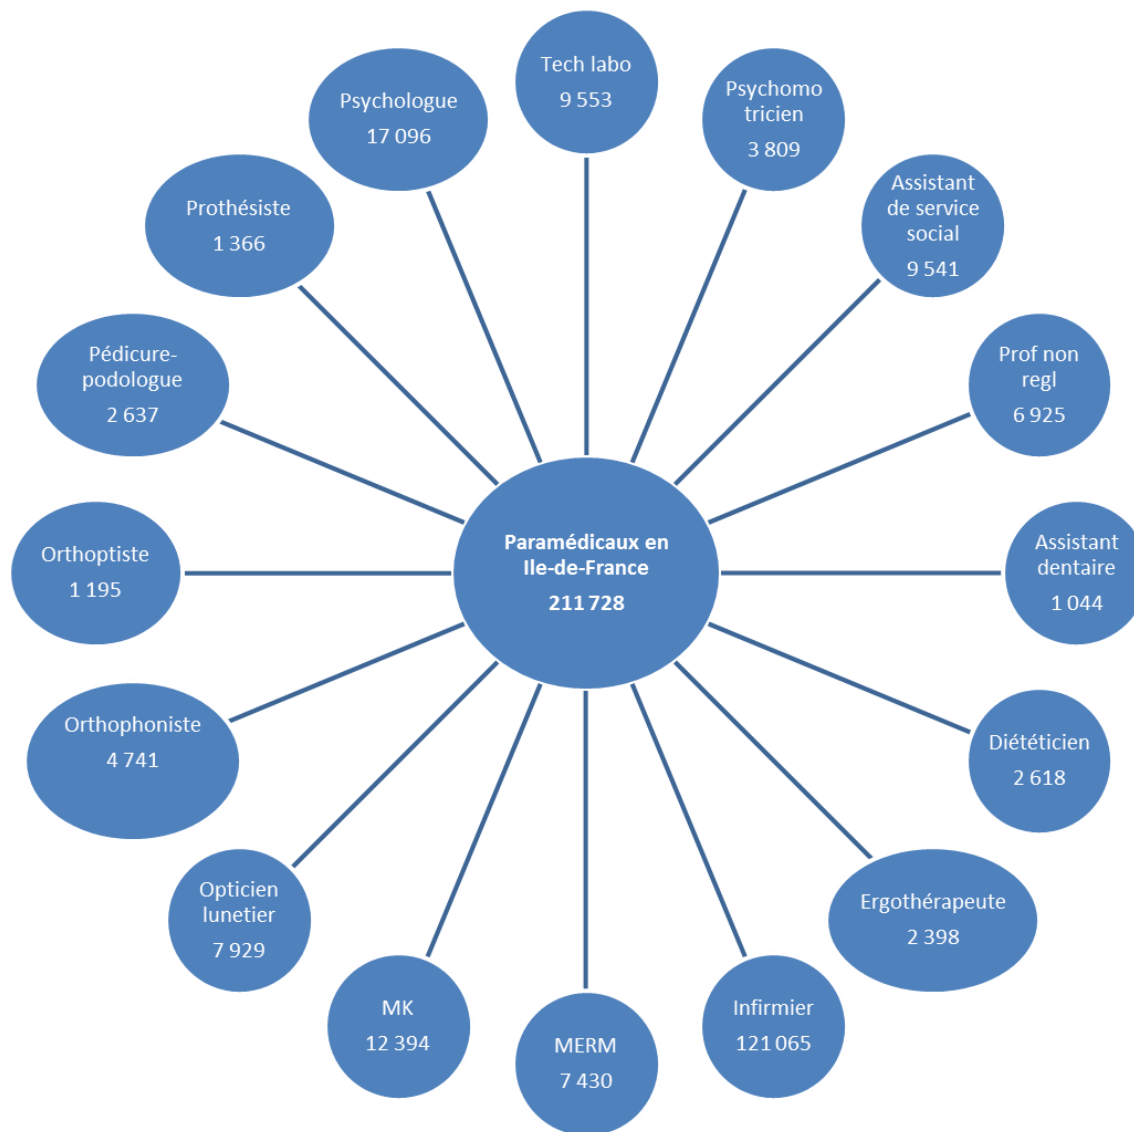 Tech labo
9 553
Psychomo
tricien
3 809
Assistant
de service
social
9 541
Prof non
regl
6 925
Assistant
dentaire
1 044
Diététicien
2 618
Ergothérapeute
2 398
Infirmier
121 065
MERM
7 430
MK
12 394
Opticien
lunetier
7 929
Orthophoniste
4 741
Orthoptiste
1 195
Pédicure-
podologue
2 637
Prothésiste
1 366
Psychologue
17 096
Paramédicaux en
Ile-de-France
211 728